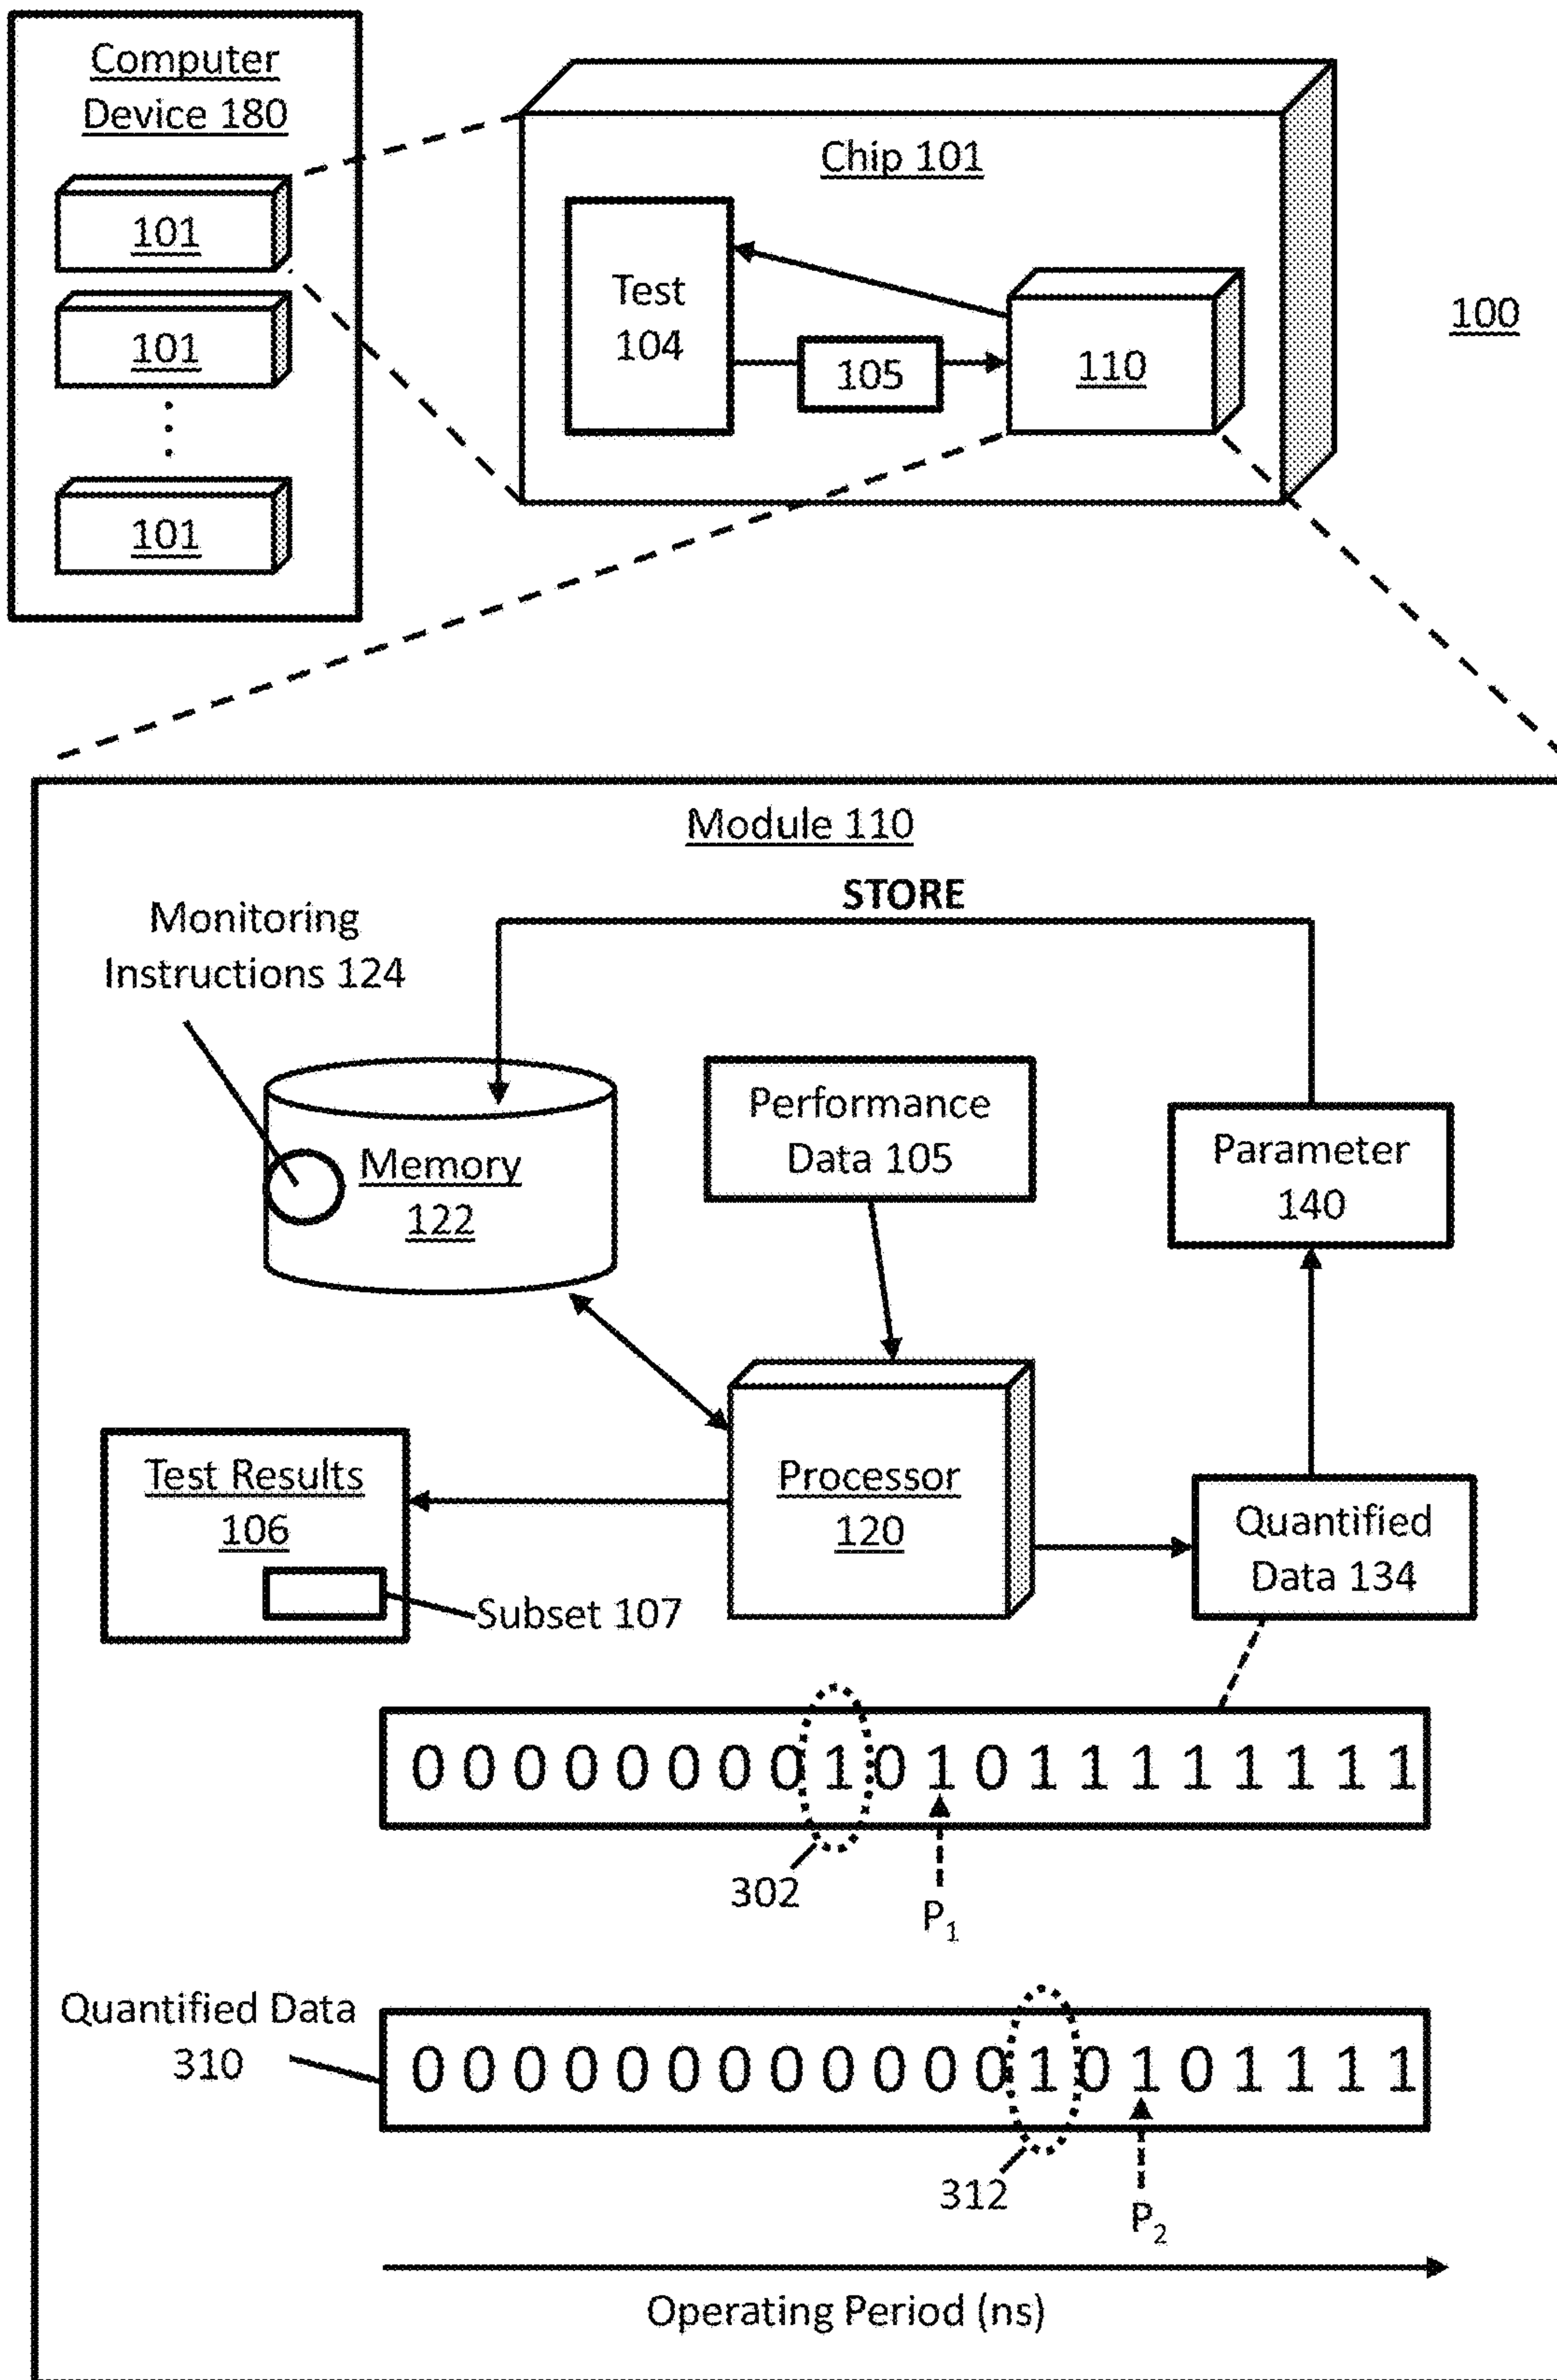 Computer
Device 180
101
101
101
Chip 101
Test
104
105
110
100
Module 110
STORE
Monitoring
Instructions 124
Memory
122
Performance
Data 105
Parameter
140
Test Results
106
Subset 107
Processor
120
Quantified
Data 134
0 0 0 0 0 0 0 0 1 0 1 0 1 1 1 1 1 1 1 1
302
P1
Quantified Data
310
0 0 0 0 0 0 0 0 0 0 0 0 1 0 1 0 1 1 1 1
312
P2
Operating Period (ns)